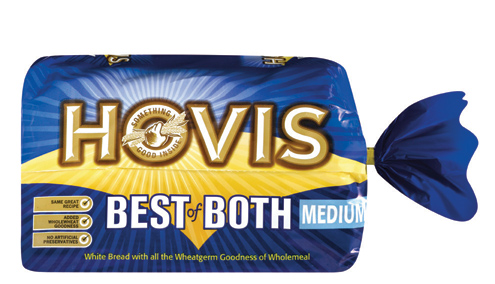 HOVIS
SOMETHING
GOOD INSIDE
SAME GREAT
RECIPE
ADDED
WHOLEWHEAT
GOODNESS
NO ARTIFICIAL
PRESERVATIVES
BEST of BOTH
MEDIUM
White Bread with all the Wheatgerm Goodness of Wholemeal